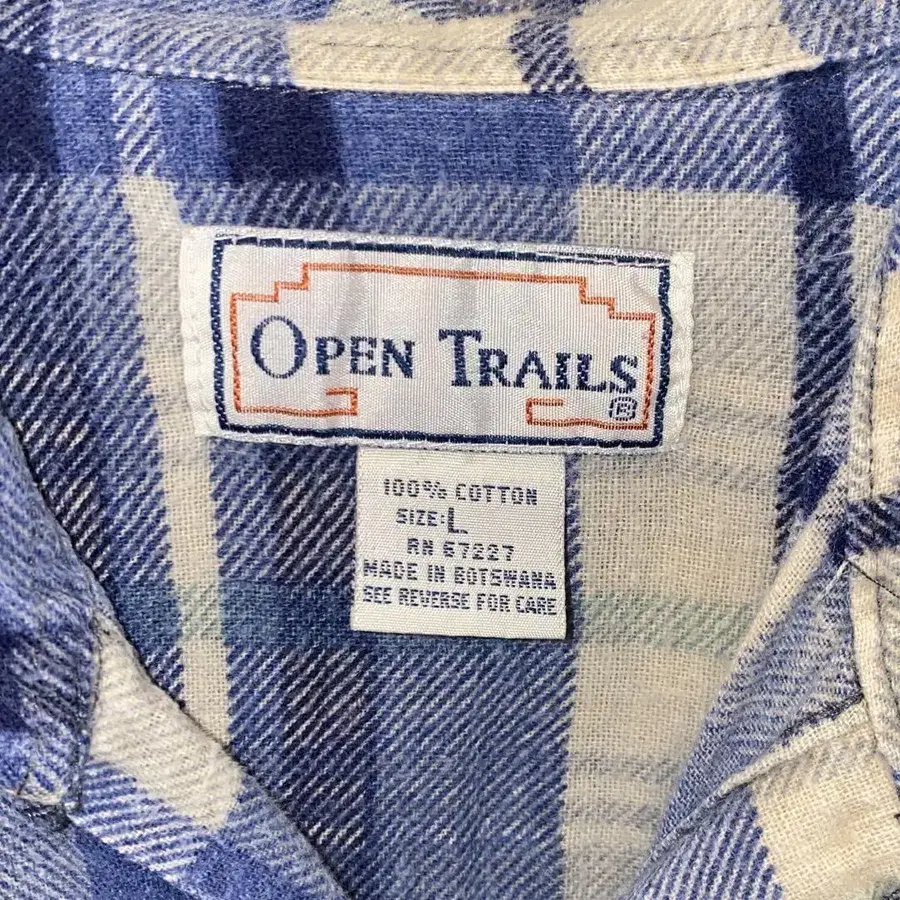 OPEN TRAILS ®
100% COTTON
SIZE: L
RN 67227
MADE IN BOTSWANA
SEE REVERSE FOR CARE